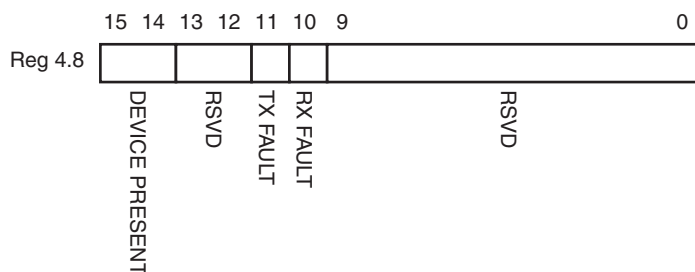 15 14 13 12 11 10 9 0
Reg 4.8
DEVICE PRESENT
RSVD
TX FAULT
RX FAULT
RSVD